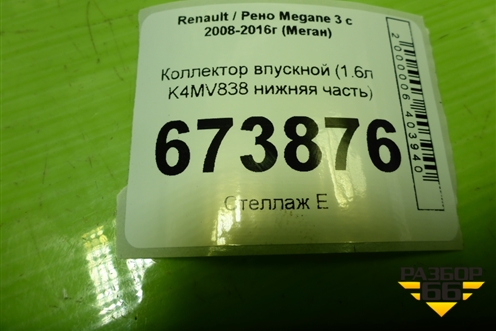 Renault / Рено Megane 3 с
2008-2016г (Меган)
Коллектор впускной (1.6л
K4MV838 нижняя часть)
673876
Стеллаж Е
2000006403940
РАЗБОР
66